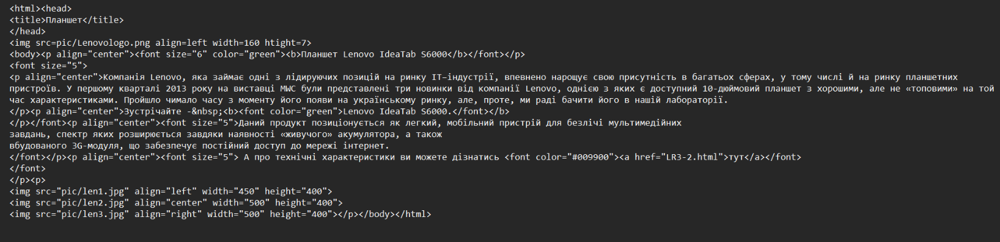 <html><head>
<title>Планшет</title>
</head>
<img src=pic/Lenovologo.png align=left width=160 htight=7>
<body><p align="center"><font size="6" color="green"><b>Планшет Lenovo IdeaTab S6000</b></font></p>
<font size="5">
<p align="center">Компанія Lenovo, яка займає одні з лідируючих позицій на ринку IT–індустрії, впевнено нарощує свою присутність в багатьох сферах, у тому числі й на ринку планшетних
пристроїв. У першому кварталі 2013 року на виставці MWC були представлені три новинки від компанії Lenovo, однією з яких є доступний 10-дюймовий планшет з хорошими, але не «топовими» на той
час характеристиками. Пройшло чимало часу з моменту його появи на українському ринку, але, проте, ми раді бачити його в нашій лабораторії.
</p><p align="center">Зустрічайте -&nbsp;<b><font color="green">Lenovo IdeaTab S6000.</font></b>
</p></font><p align="center"><font size="5">Даний продукт позиціонується як легкий, мобільний пристрій для безлічі мультимедійних
завдань, спектр яких розширюється завдяки наявності «живучого» акумулятора, а також
вбудованого 3G-модуля, що забезпечує постійний доступ до мережі інтернет.
</font></p><p align="center"><font size="5"> А про технічні характеристики ви можете дізнатись <font color="#009900"><a href="LR3-2.html">тут</a></font>
</font>
</p><p>
<img src="pic/len1.jpg" align="left" width="450" height="400">
<img src="pic/len2.jpg" align="center" width="500" height="400">
<img src="pic/len3.jpg" align="right" width="500" height="400"></p></body></html>